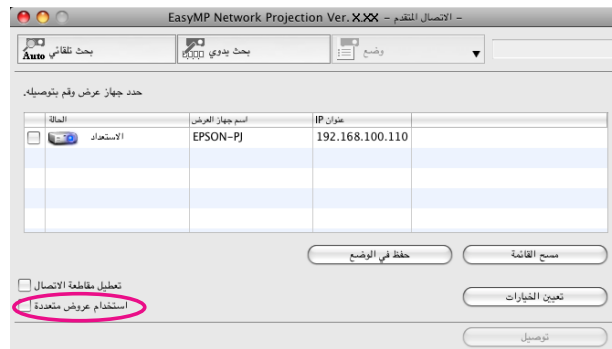 EasyMP Network Projection Ver. X.XX – الاتصال المتقدم –
Auto بحث تلقائي
بحث يدوي
وضع
حدد جهاز عرض وقم بتوصيله.
الحالة اسم جهاز العرض عنوان IP
الاستعداد EPSON-PJ 192.168.100.110
حفظ في الوضع
مسح القائمة
تعطيل مقاطعة الاتصال
استخدام عروض متعددة
تعيين الخيارات
توصيل